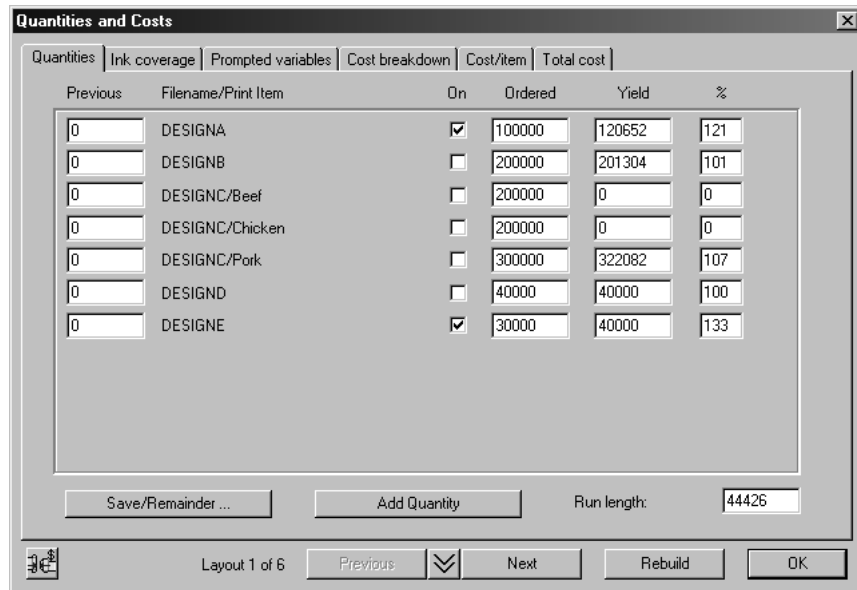 Quantities and Costs
Quantities Ink coverage Prompted variables Cost breakdown Cost/item Total cost
Previous Filename/Print Item On Ordered Yield %
0 DESIGNA 100000 120652 121
0 DESIGNB 200000 201304 101
0 DESIGNC/Beef 200000 0 0
0 DESIGNC/Chicken 200000 0 0
0 DESIGNC/Pork 300000 322082 107
0 DESIGND 40000 40000 100
0 DESIGNE 30000 40000 133
Save/Remainder ... Add Quantity Run length: 44426
Layout 1 of 6 Previous Next Rebuild OK